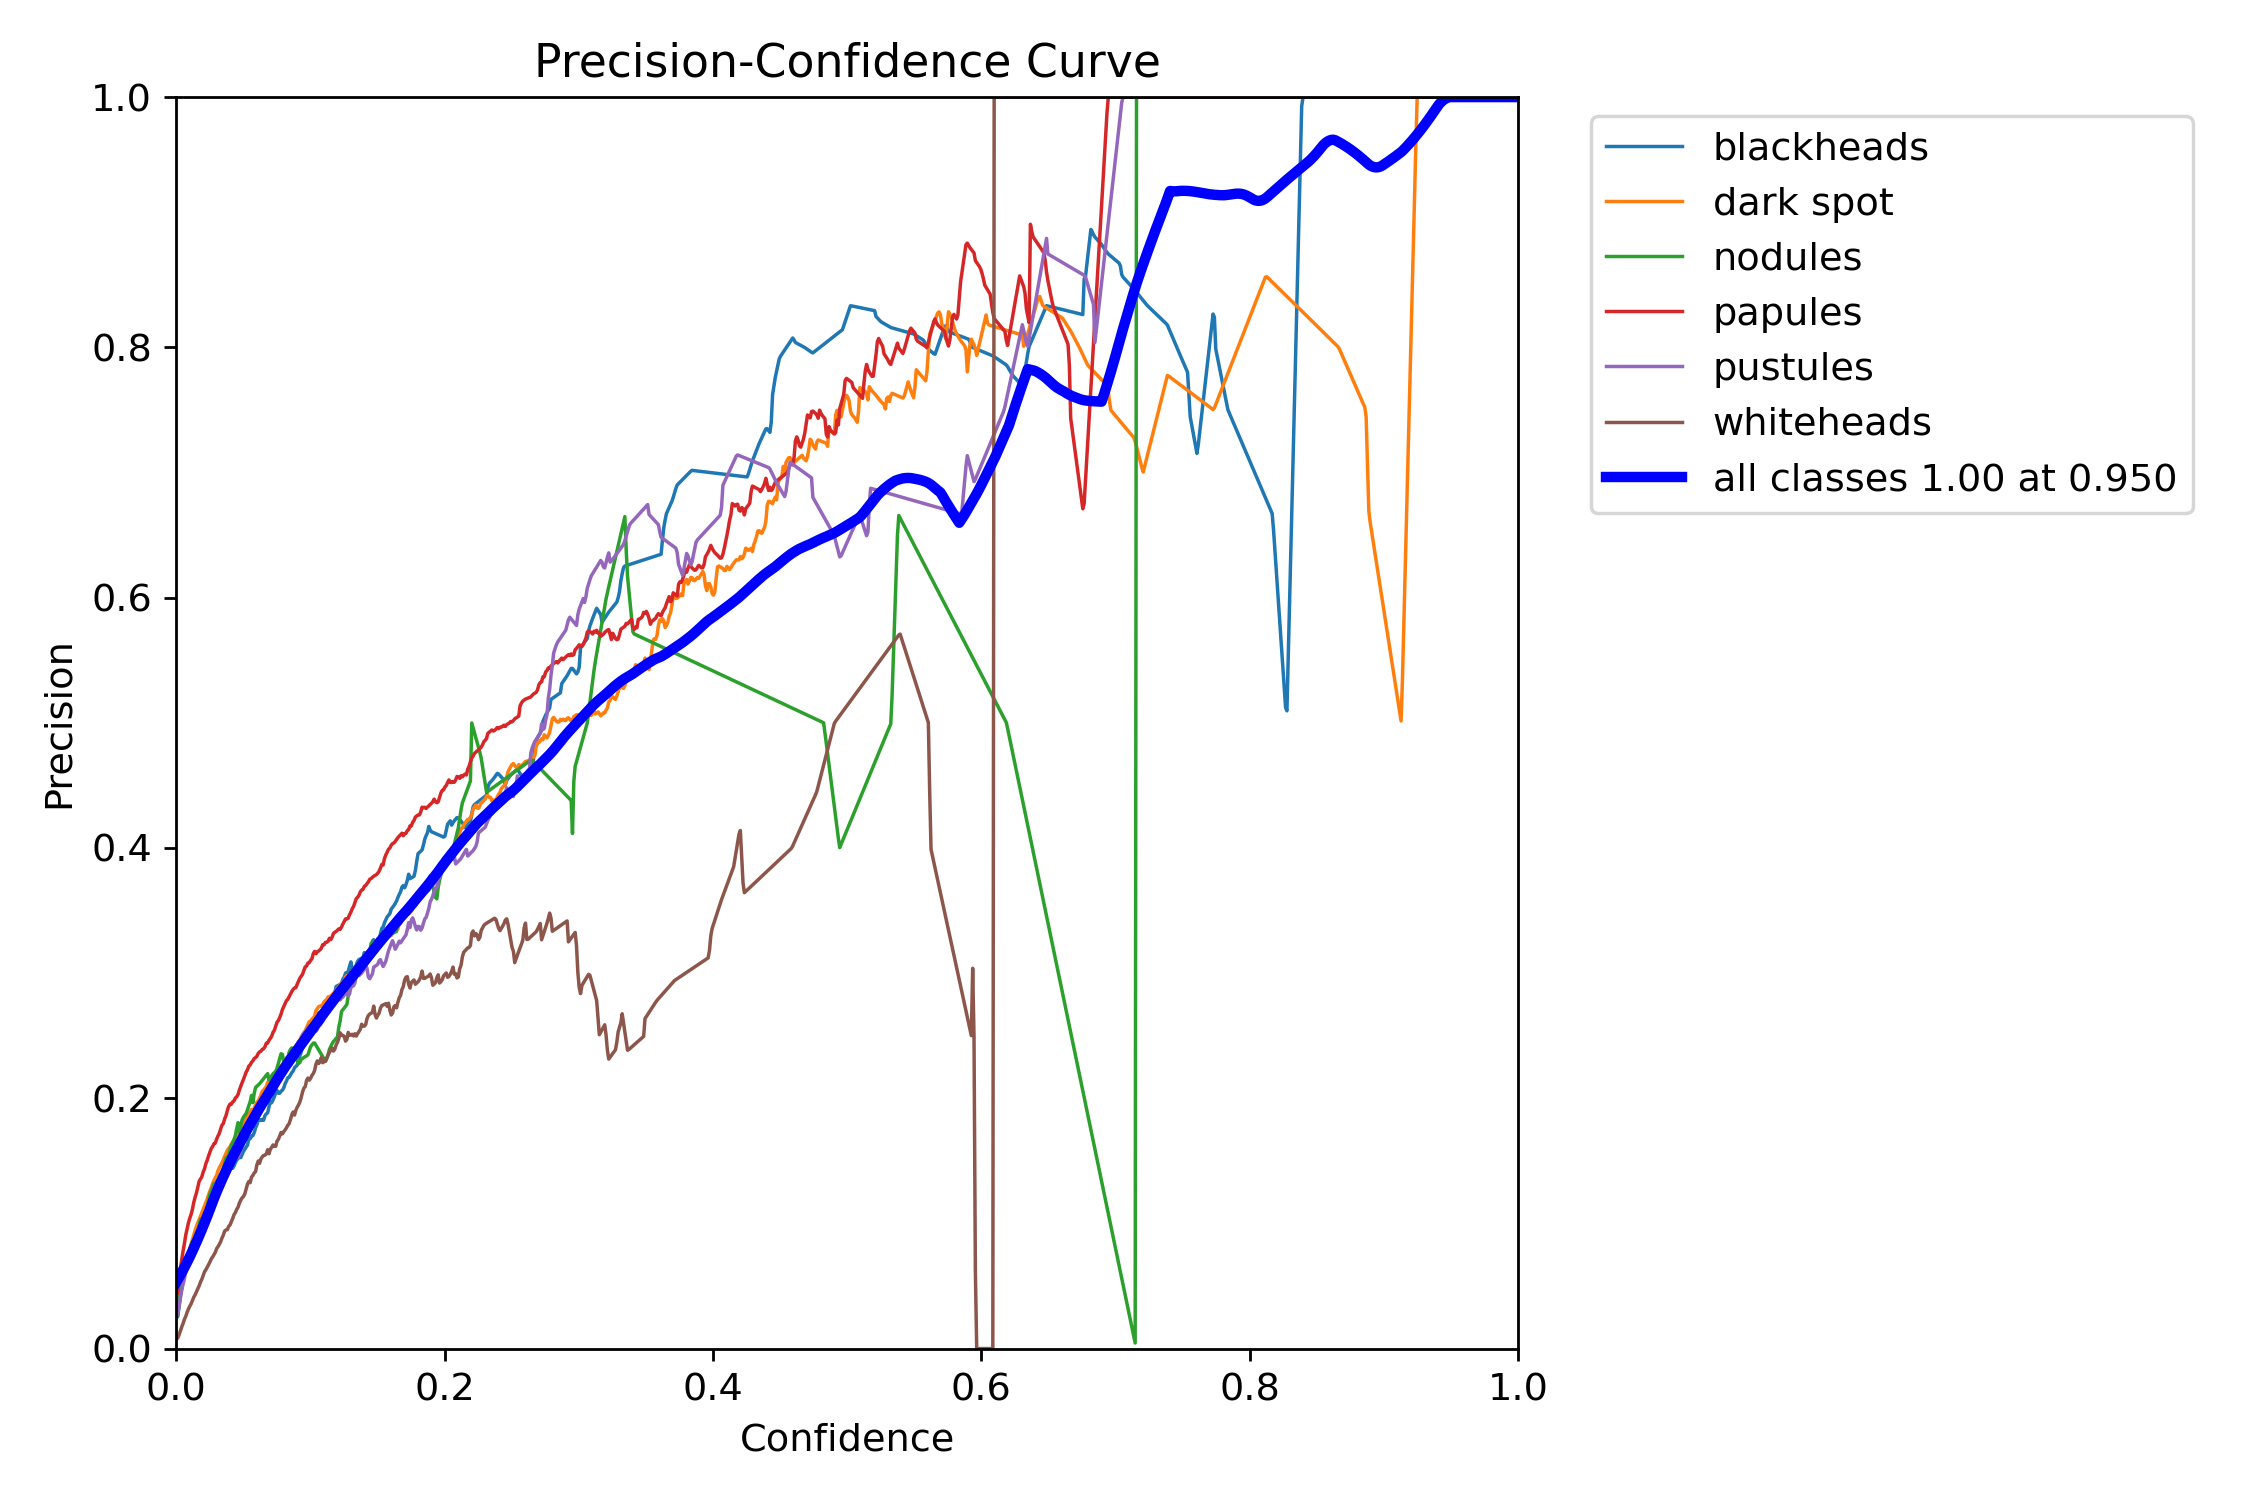 Precision-Confidence Curve
1.0
0.8
0.6
0.4
0.2
0.0
Precision
0.0 0.2 0.4 0.6 0.8 1.0
Confidence
blackheads
dark spot
nodules
papules
pustules
whiteheads
all classes 1.00 at 0.950